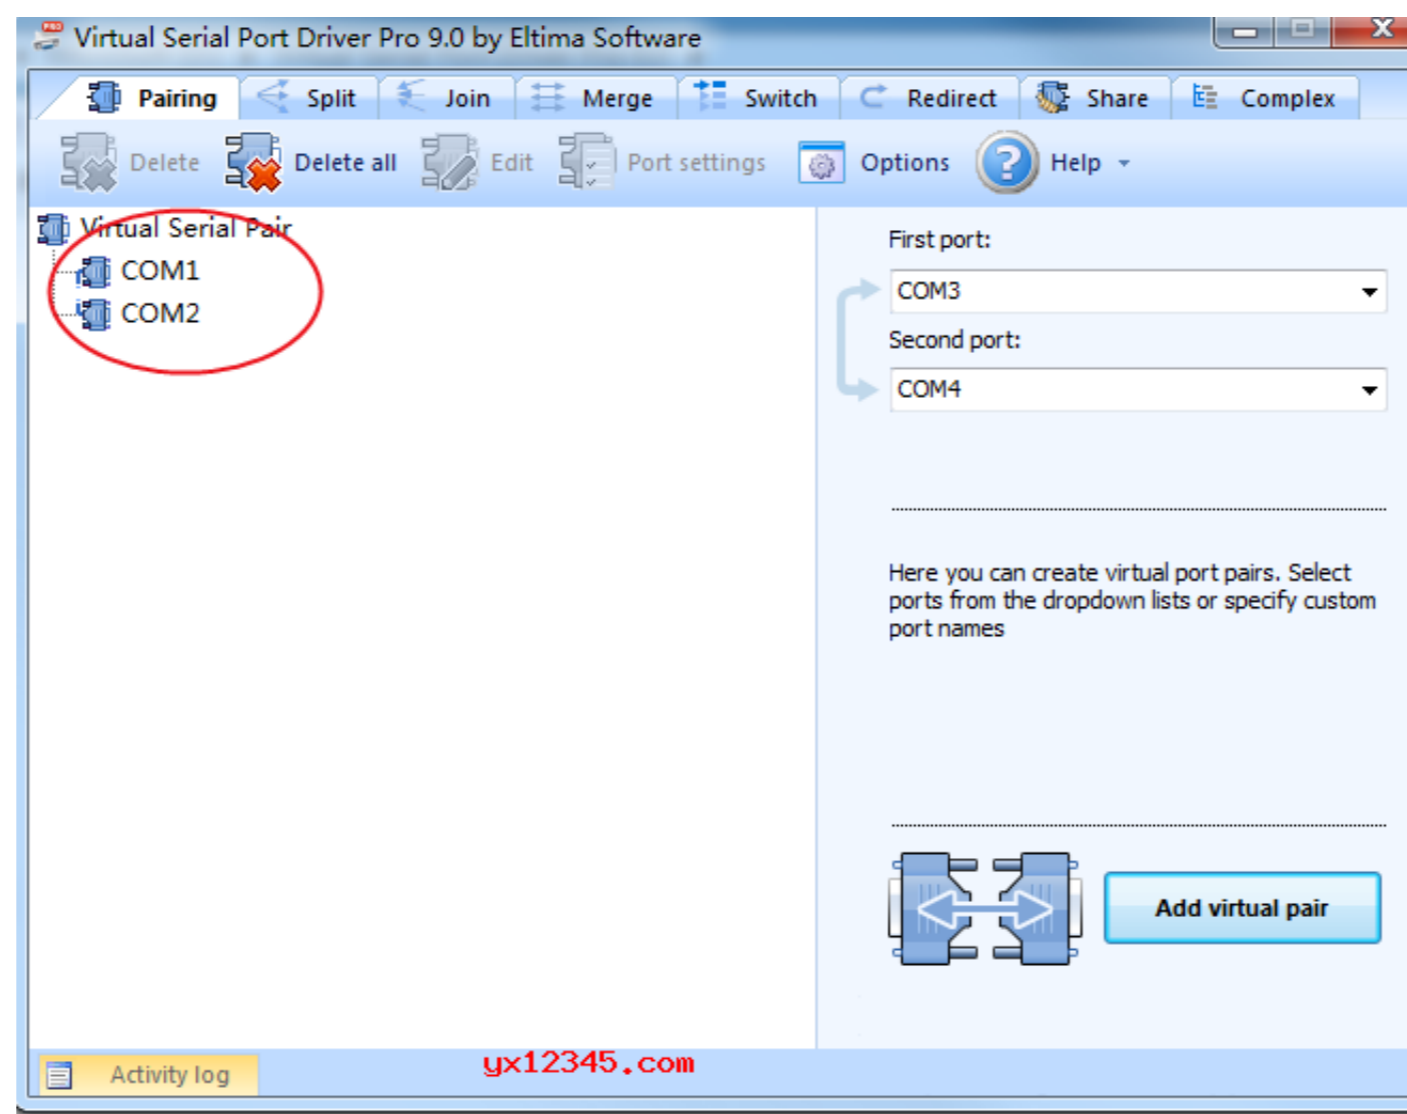 PRO
Virtual Serial Port Driver Pro 9.0 by Eltima Software
Pairing Split Join Merge Switch Redirect Share Complex
Delete Delete all Edit Port settings Options Help
Virtual Serial Pair
COM1
COM2
First port:
COM3
Second port:
COM4
Here you can create virtual port pairs. Select
ports from the dropdown lists or specify custom
port names
Add virtual pair
Activity log
yx12345.com